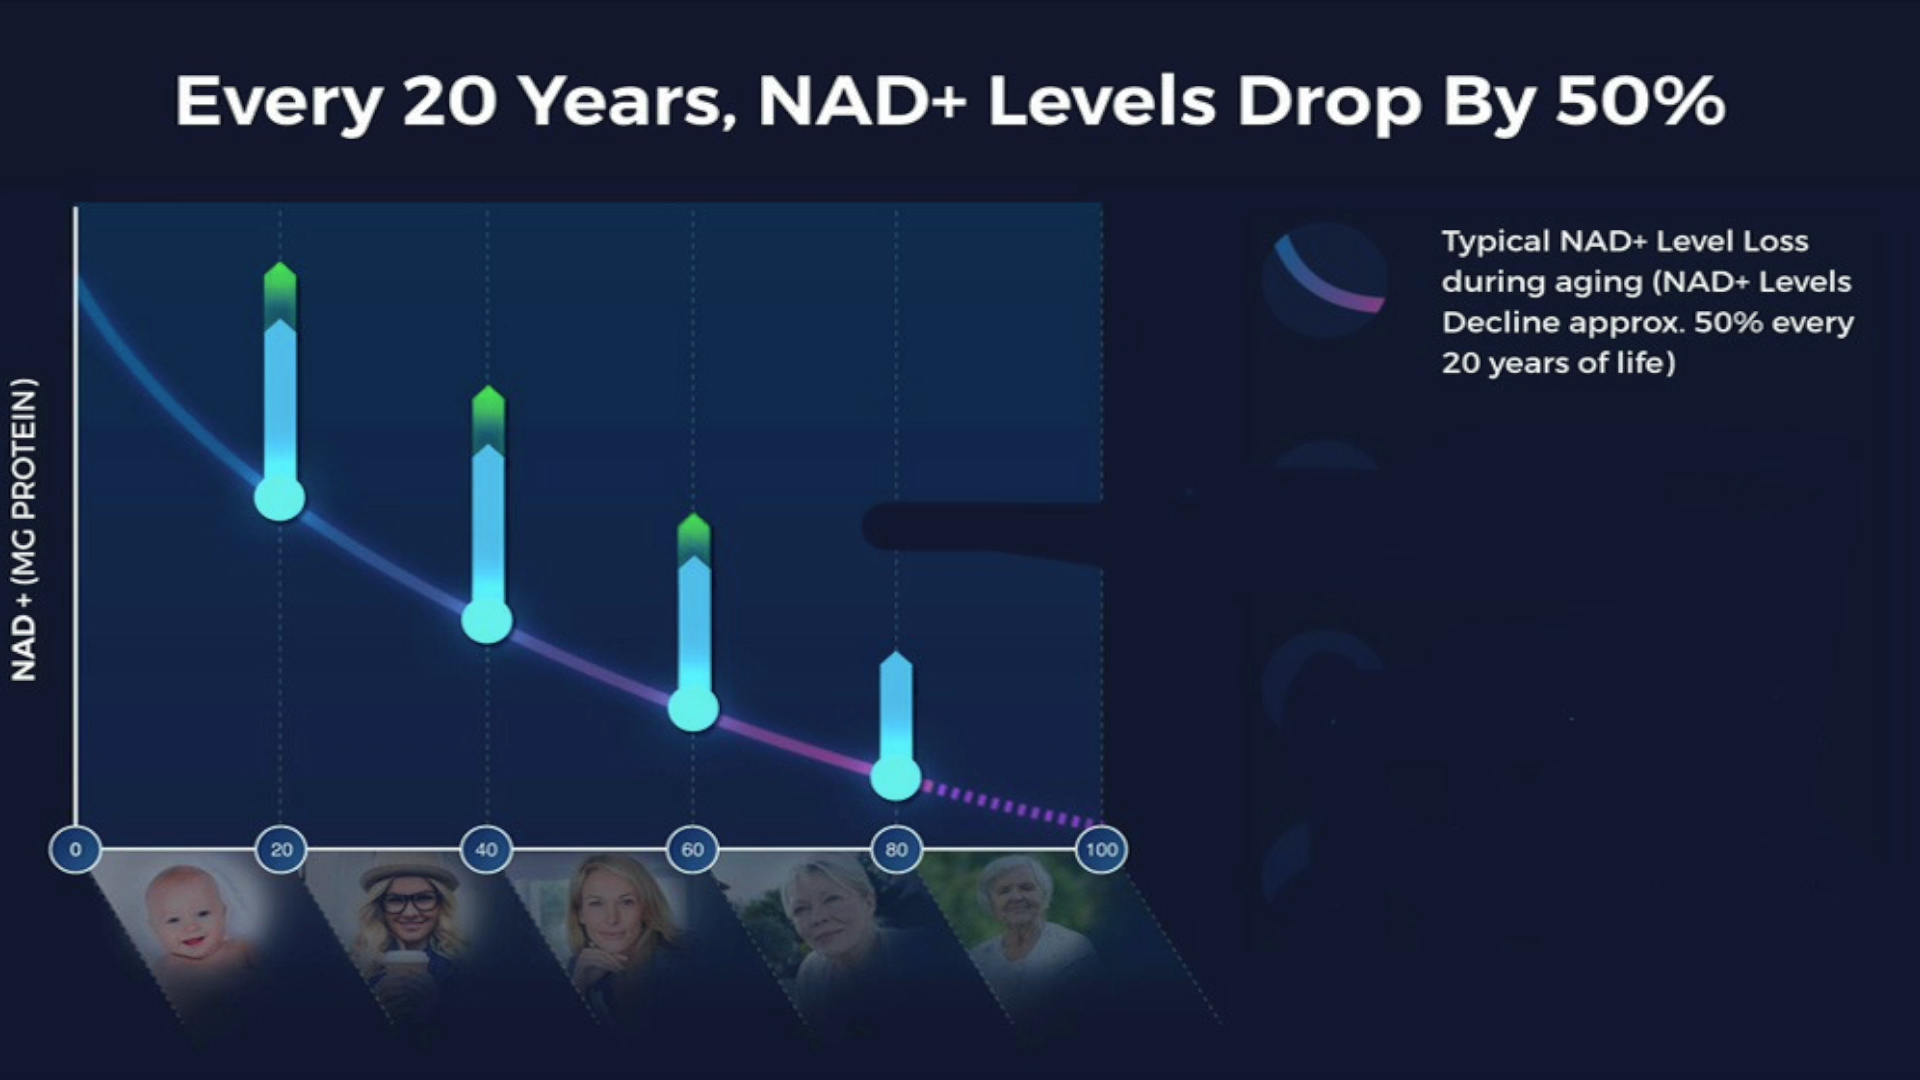 Every 20 Years, NAD+ Levels Drop By 50%
Typical NAD+ Level Loss
during aging (NAD+ Levels
Decline approx. 50% every
20 years of life)
NAD+ (MG PROTEIN)
0 20 40 60 80 100